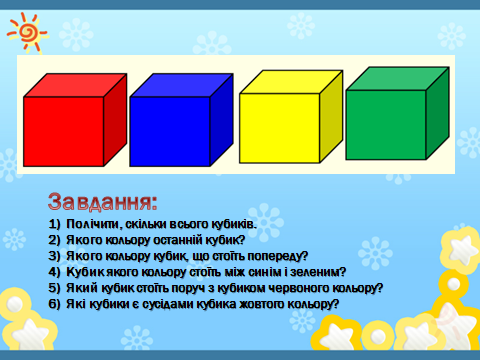 Завдання:
1) Полічити, скільки всього кубиків.
2) Якого кольору останній кубик?
3) Якого кольору кубик, що стоїть попереду?
4) Кубик якого кольору стоїть між синім і зеленим?
5) Який кубик стоїть поруч з кубиком червоного кольору?
6) Які кубики є сусідами кубика жовтого кольору?